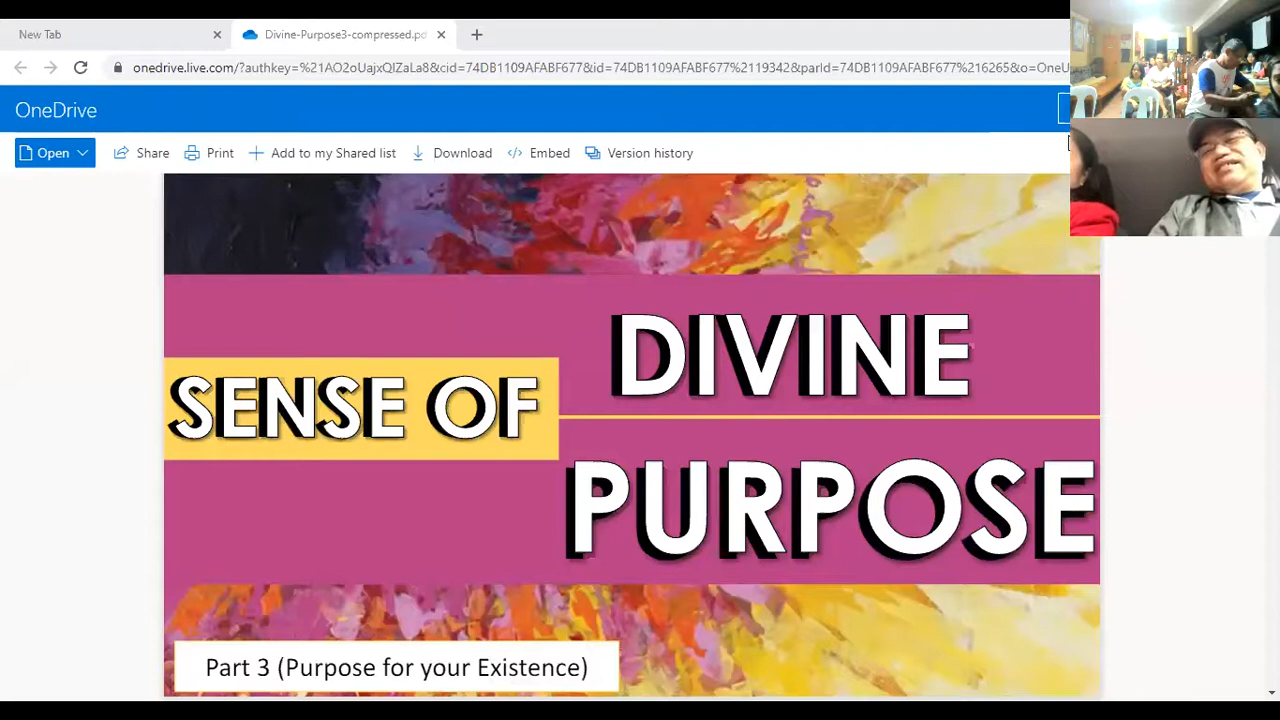 New Tab
Divine-Purpose3-compressed.pd
onedrive.live.com/?authkey=%21AO2oUajxQIZaLa8&cid=74DB1109AFABF677&id=74DB1109AFABF677%2119342&parId=74DB1109AFABF677%216265&o=OneU
OneDrive
Open Share Print Add to my Shared list Download Embed Version history
SENSE OF
DIVINE
PURPOSE
Part 3 (Purpose for your Existence)